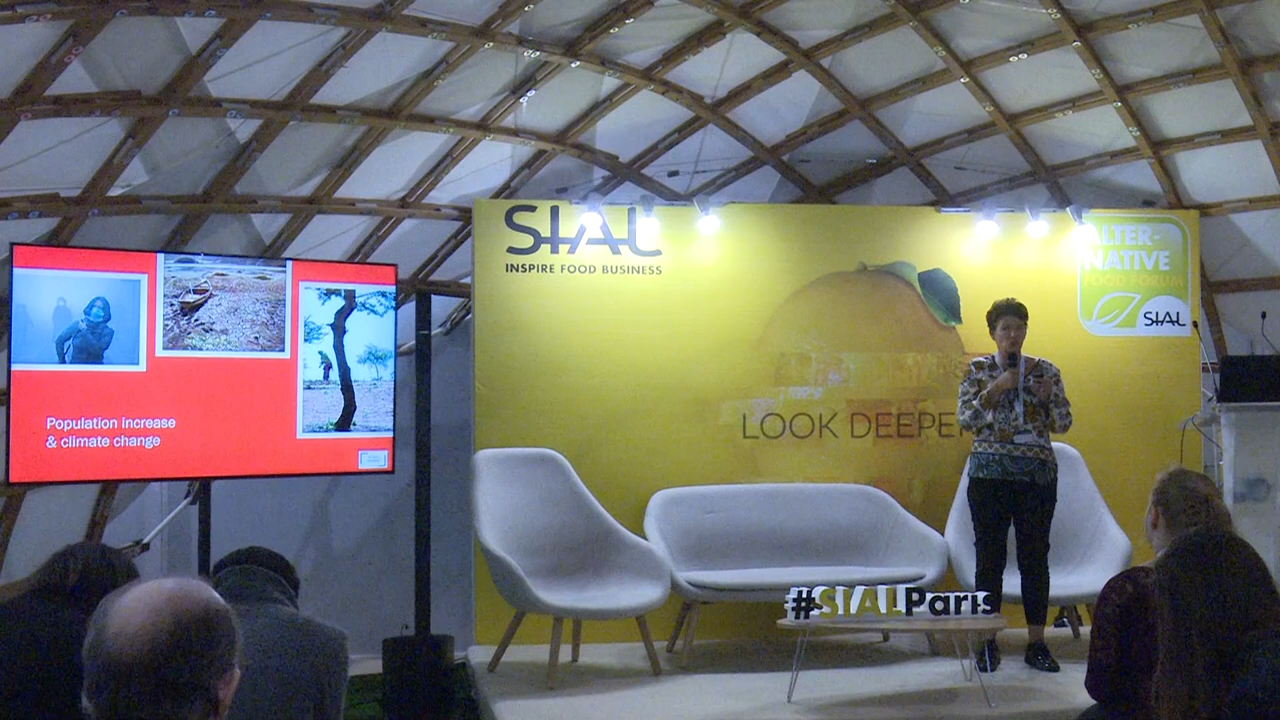 SIAL
INSPIRE FOOD BUSINESS
ALTER-
NATIVE
FOOD FORUM
SIAL
LOOK DEEPER
Population increase
& climate change
#SIALParis